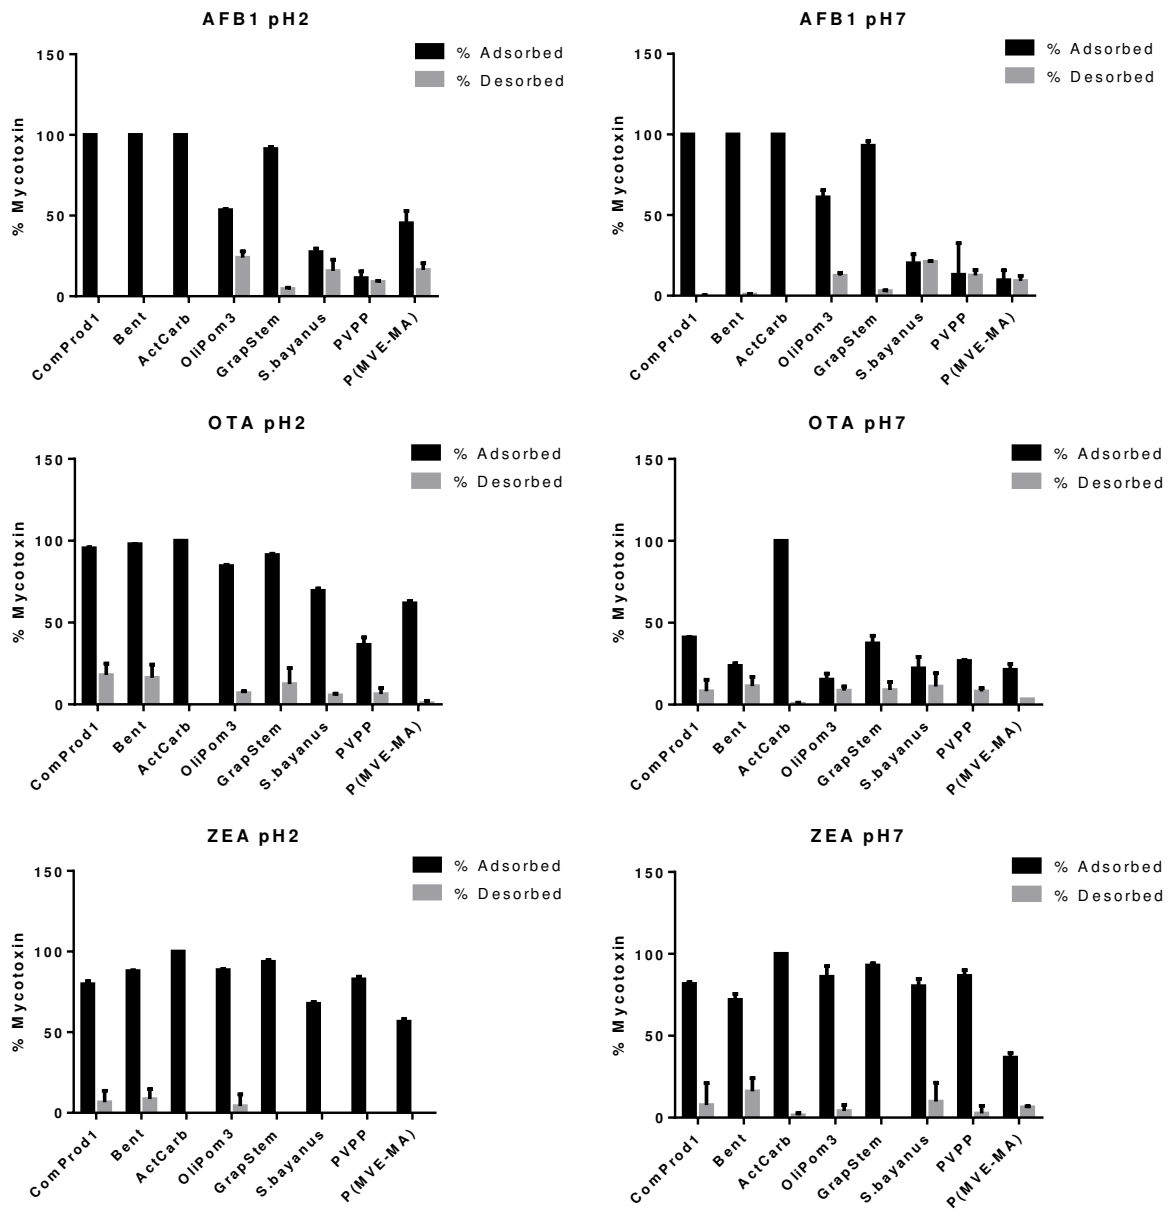 AFB1 pH2
% Adsorbed
% Desorbed
% Mycotoxin
150
100
50
0
ComProd1
Bent
ActCarb
OliPom3
GrapStem
S.bayanus
PVPP
P(MVE-MA)
AFB1 pH7
% Adsorbed
% Desorbed
% Mycotoxin
150
100
50
0
ComProd1
Bent
ActCarb
OliPom3
GrapStem
S.bayanus
PVPP
P(MVE-MA)
OTA pH2
% Adsorbed
% Desorbed
% Mycotoxin
150
100
50
0
ComProd1
Bent
ActCarb
OliPom3
GrapStem
S.bayanus
PVPP
P(MVE-MA)
OTA pH7
% Adsorbed
% Desorbed
% Mycotoxin
150
100
50
0
ComProd1
Bent
ActCarb
OliPom3
GrapStem
S.bayanus
PVPP
P(MVE-MA)
ZEA pH2
% Adsorbed
% Desorbed
% Mycotoxin
150
100
50
0
ComProd1
Bent
ActCarb
OliPom3
GrapStem
S.bayanus
PVPP
P(MVE-MA)
ZEA pH7
% Adsorbed
% Desorbed
% Mycotoxin
150
100
50
0
ComProd1
Bent
ActCarb
OliPom3
GrapStem
S.bayanus
PVPP
P(MVE-MA)